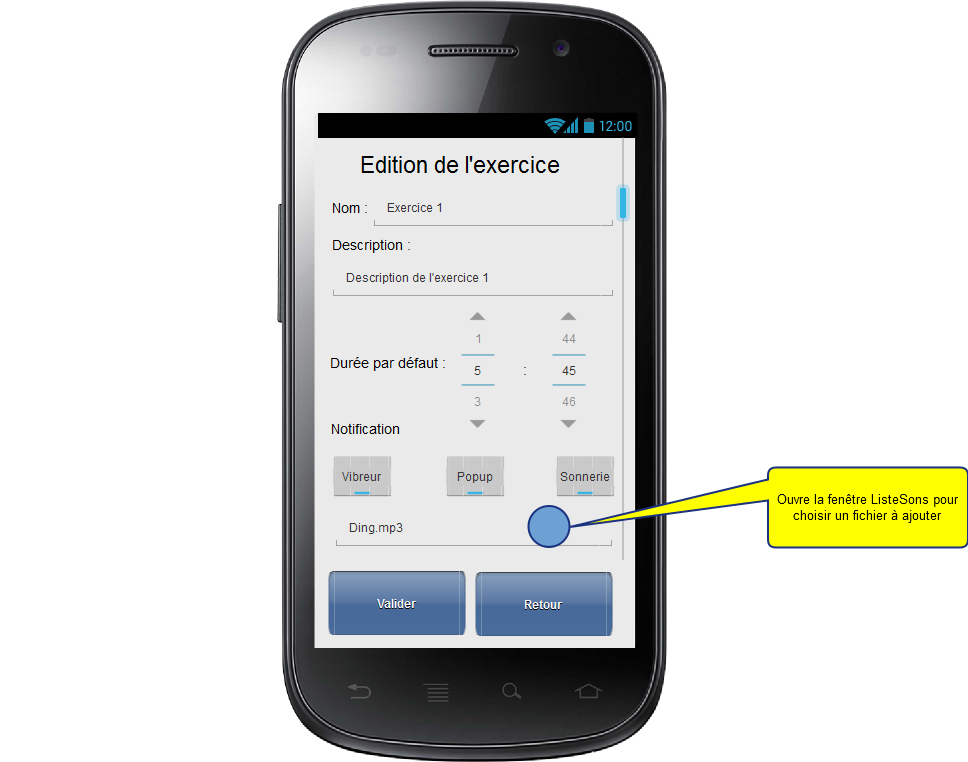 12:00
Edition de l'exercice
Nom : Exercice 1
Description :
Description de l'exercice 1
1 44
Durée par défaut : 5 : 45
3 46
Notification
Vibreur Popup Sonnerie
Ding.mp3
Ouvre la fenêtre ListeSons pour
choisir un fichier à ajouter
Valider Retour